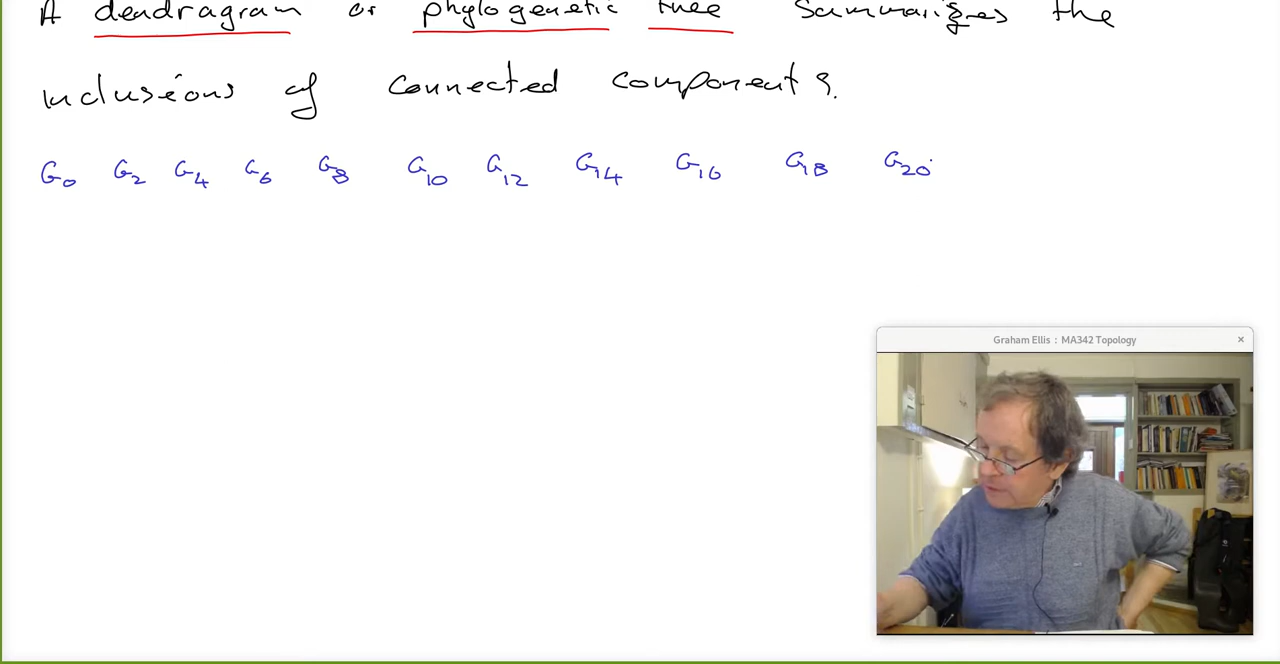 A dendragram or phylogenetic tree summarizes the
inclusions of connected components.
G0 G2 G4 G6 G8 G10 G12 G14 G16 G18 G20
Graham Ellis : MA342 Topology ×